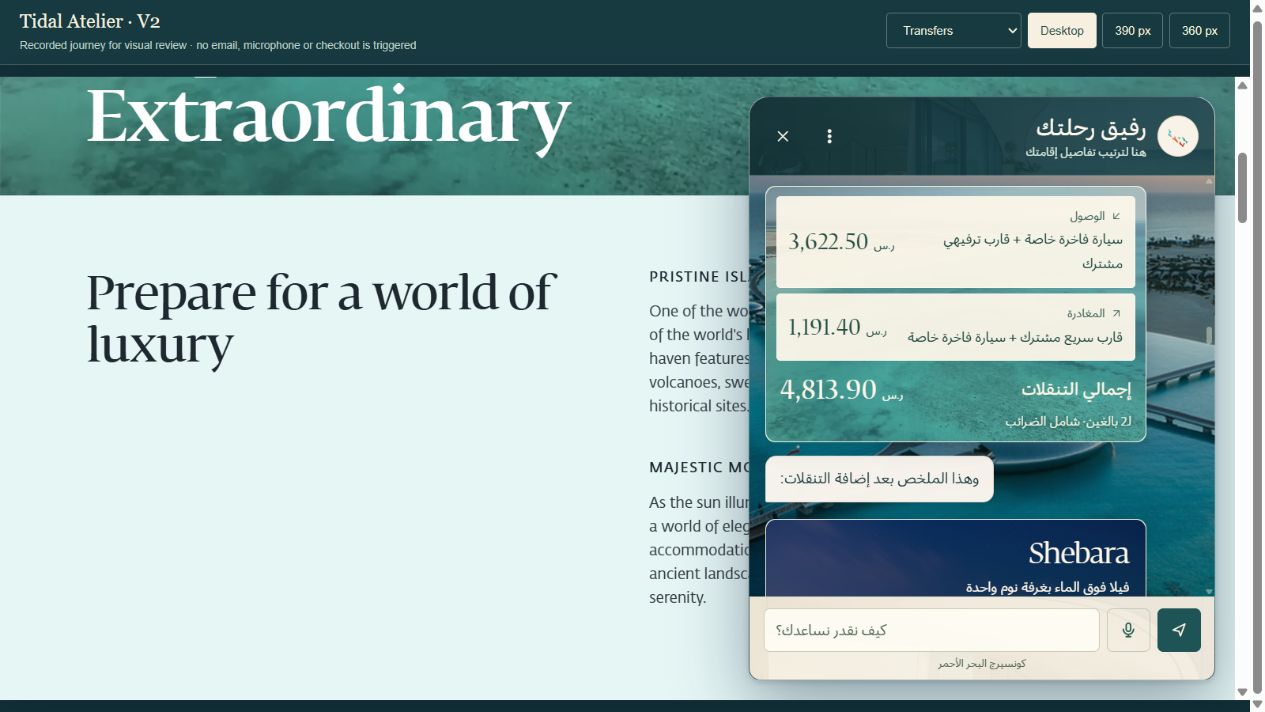 Tidal Atelier · V2
Recorded journey for visual review · no email, microphone or checkout is triggered
Transfers
Desktop
390 px
360 px
Extraordinary
Prepare for a world of
luxury
PRISTINE ISL
One of the wo
of the world's
haven features
volcanoes, swe
historical sites.
MAJESTIC MO
As the sun illur
a world of eleg
accommodatio
ancient landsc
serenity.
رفيق رحلتك
هنا لترتيب تفاصيل إقامتك
الوصول
سيارة فاخرة خاصة + قارب ترفيهي
مشترك
3,622.50 ر.س
المغادرة
قارب سريع مشترك + سيارة فاخرة خاصة
1,191.40 ر.س
إجمالي التنقلات
4,813.90 ر.س
لـ2 بالغين· شامل الضرائب
وهذا الملخص بعد إضافة التنقلات:
Shebara
فيلا فوق الماء بغرفة نوم واحدة
كيف نقدر نساعدك؟
كونسيرج البحر الأحمر